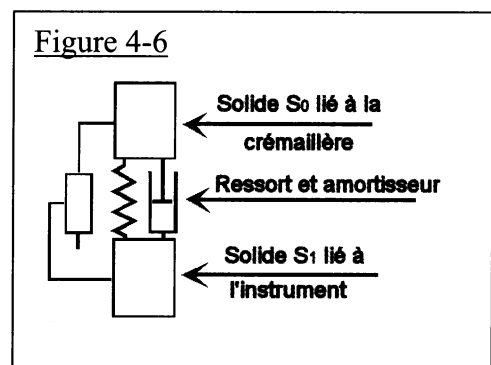 Figure 4-6
Solide S0 lié à la
crémaillère
Ressort et amortisseur
Solide S1 lié à
l'instrument